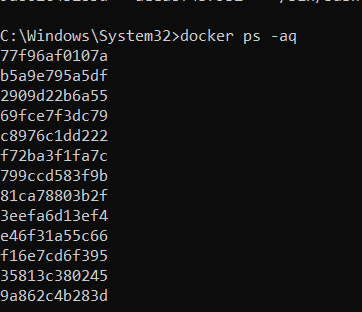 C:\Windows\System32>docker ps -aq
77f96af0107a
b5a9e795a5df
2909d22b6a55
69fce7f3dc79
c8976c1dd222
f72ba3f1fa7c
799ccd583f9b
81ca78803b2f
3eefa6d13ef4
e46f31a55c66
f16e7cd6f395
35813c380245
9a862c4b283d